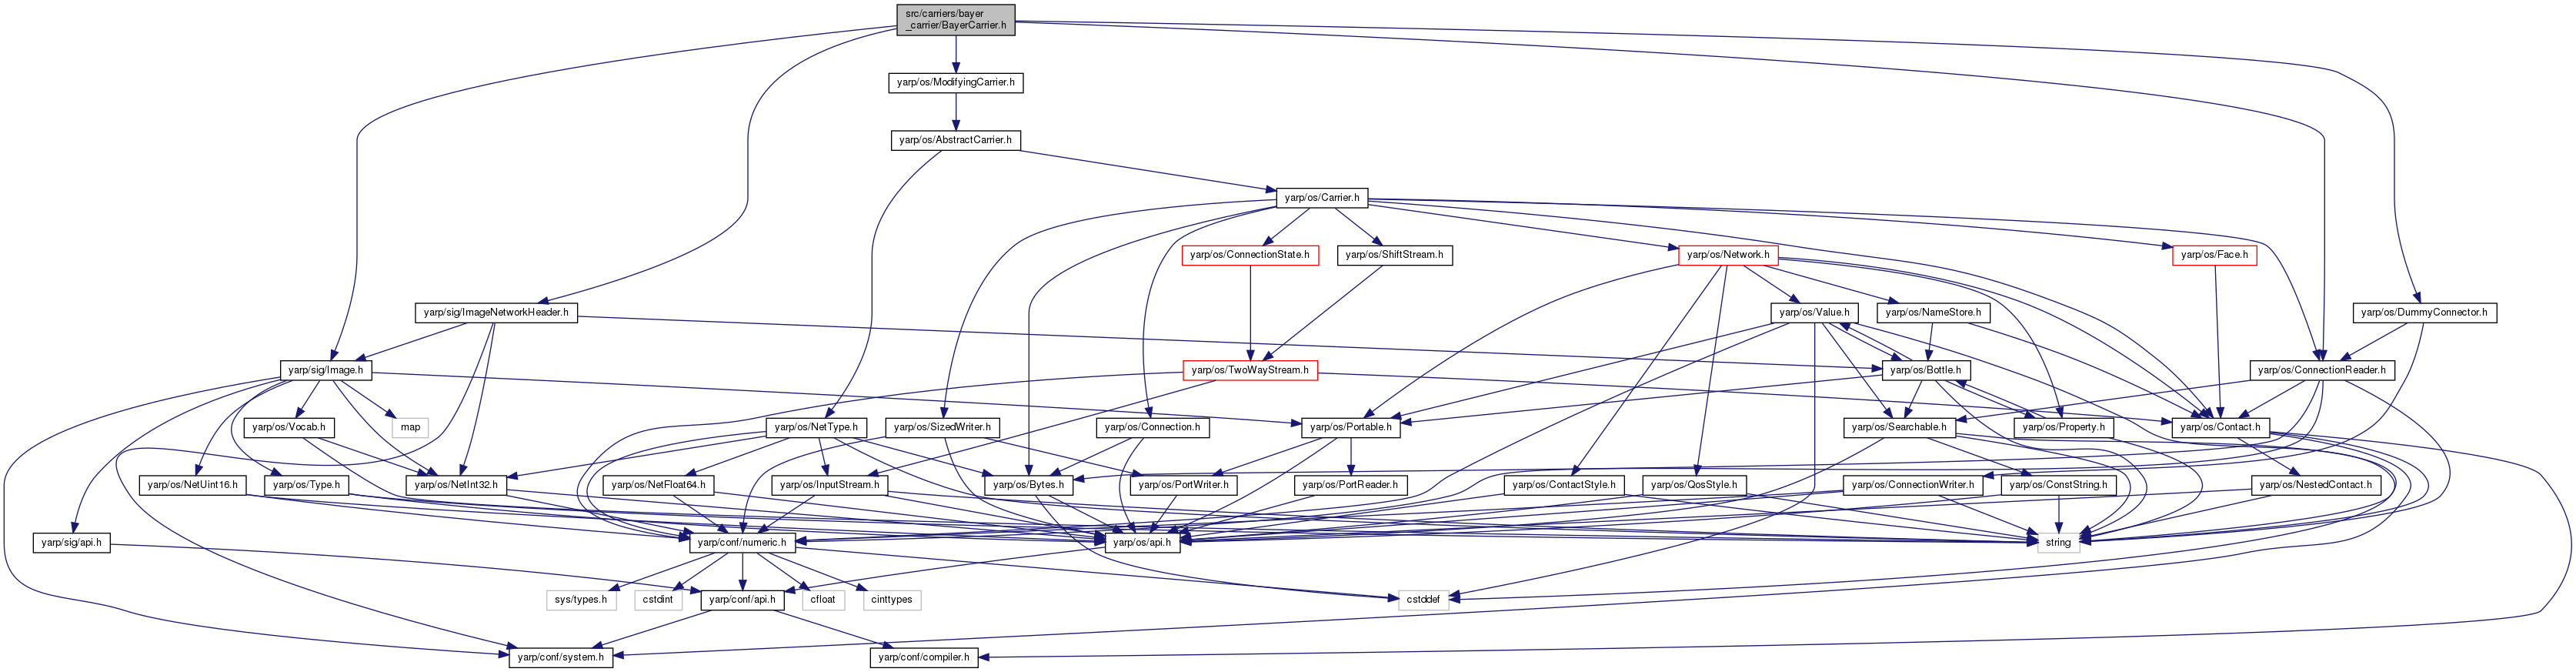 src/carriers/bayer
_carrier/BayerCarrier.h
yarp/os/ModifyingCarrier.h
yarp/os/AbstractCarrier.h
yarp/os/Carrier.h
yarp/os/ConnectionState.h
yarp/os/ShiftStream.h
yarp/os/Network.h
yarp/os/Face.h
yarp/sig/ImageNetworkHeader.h
yarp/os/Value.h
yarp/os/NameStore.h
yarp/os/DummyConnector.h
yarp/sig/Image.h
yarp/os/TwoWayStream.h
yarp/os/Bottle.h
yarp/os/ConnectionReader.h
yarp/os/Vocab.h
map
yarp/os/NetType.h
yarp/os/SizedWriter.h
yarp/os/Connection.h
yarp/os/Portable.h
yarp/os/Searchable.h
yarp/os/Property.h
yarp/os/Contact.h
yarp/os/NetUint16.h
yarp/os/Type.h
yarp/os/NetInt32.h
yarp/os/NetFloat64.h
yarp/os/InputStream.h
yarp/os/Bytes.h
yarp/os/PortWriter.h
yarp/os/PortReader.h
yarp/os/ContactStyle.h
yarp/os/QosStyle.h
yarp/os/ConnectionWriter.h
yarp/os/ConstString.h
yarp/os/NestedContact.h
yarp/sig/api.h
yarp/conf/numeric.h
yarp/os/api.h
string
sys/types.h
cstdint
yarp/conf/api.h
cfloat
cinttypes
cstddef
yarp/conf/system.h
yarp/conf/compiler.h